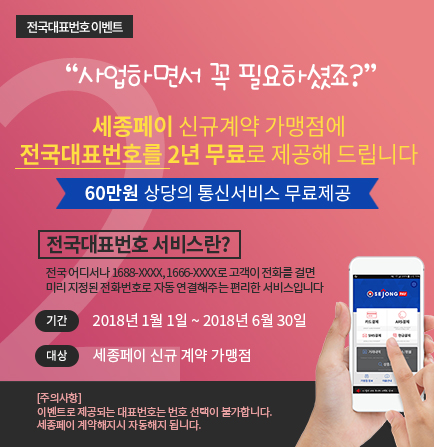 전국대표번호 이벤트
“사업하면서 꼭 필요하셨죠?”
세종페이 신규계약 가맹점에
전국대표번호를 2년 무료로 제공해 드립니다
60만원 상당의 통신서비스 무료제공
전국대표번호 서비스란?
전국 어디서나 1688-XXXX, 1666-XXXX로 고객이 전화를 걸면
미리 지정된 전화번호로 자동 연결해주는 편리한 서비스입니다
기간 2018년 1월 1일 ~ 2018년 6월 30일
대상 세종페이 신규 계약 가맹점
SEJONG PAY
[주의사항]
이벤트로 제공되는 대표번호는 번호 선택이 불가합니다.
세종페이 계약해지시 자동해지 됩니다.
2